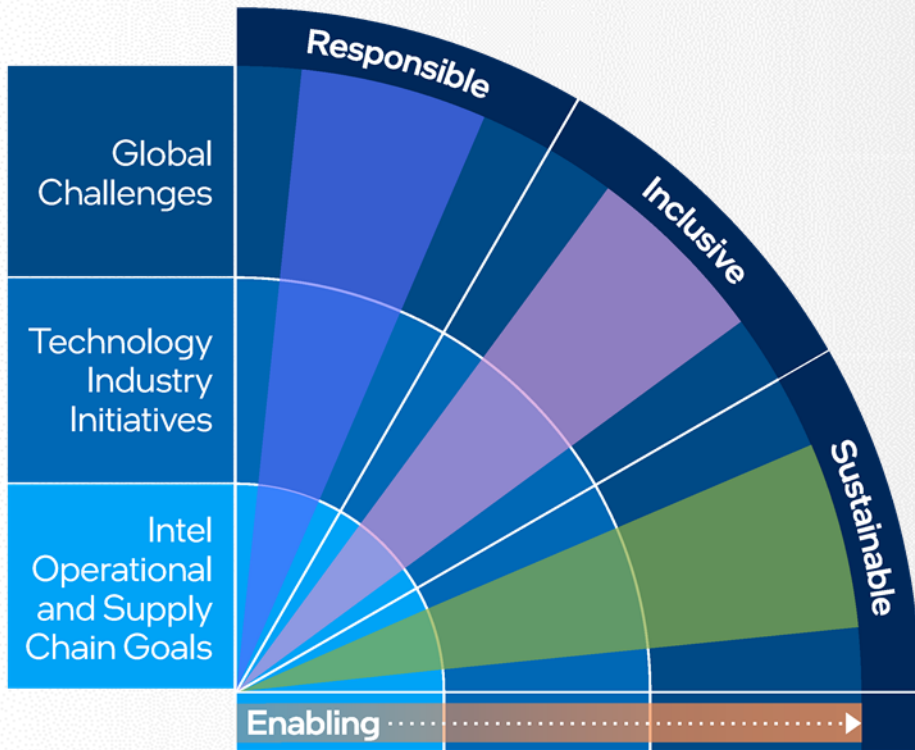 Responsible
Inclusive
Sustainable
Global
Challenges
Technology
Industry
Initiatives
Intel
Operational
and Supply
Chain Goals
Enabling